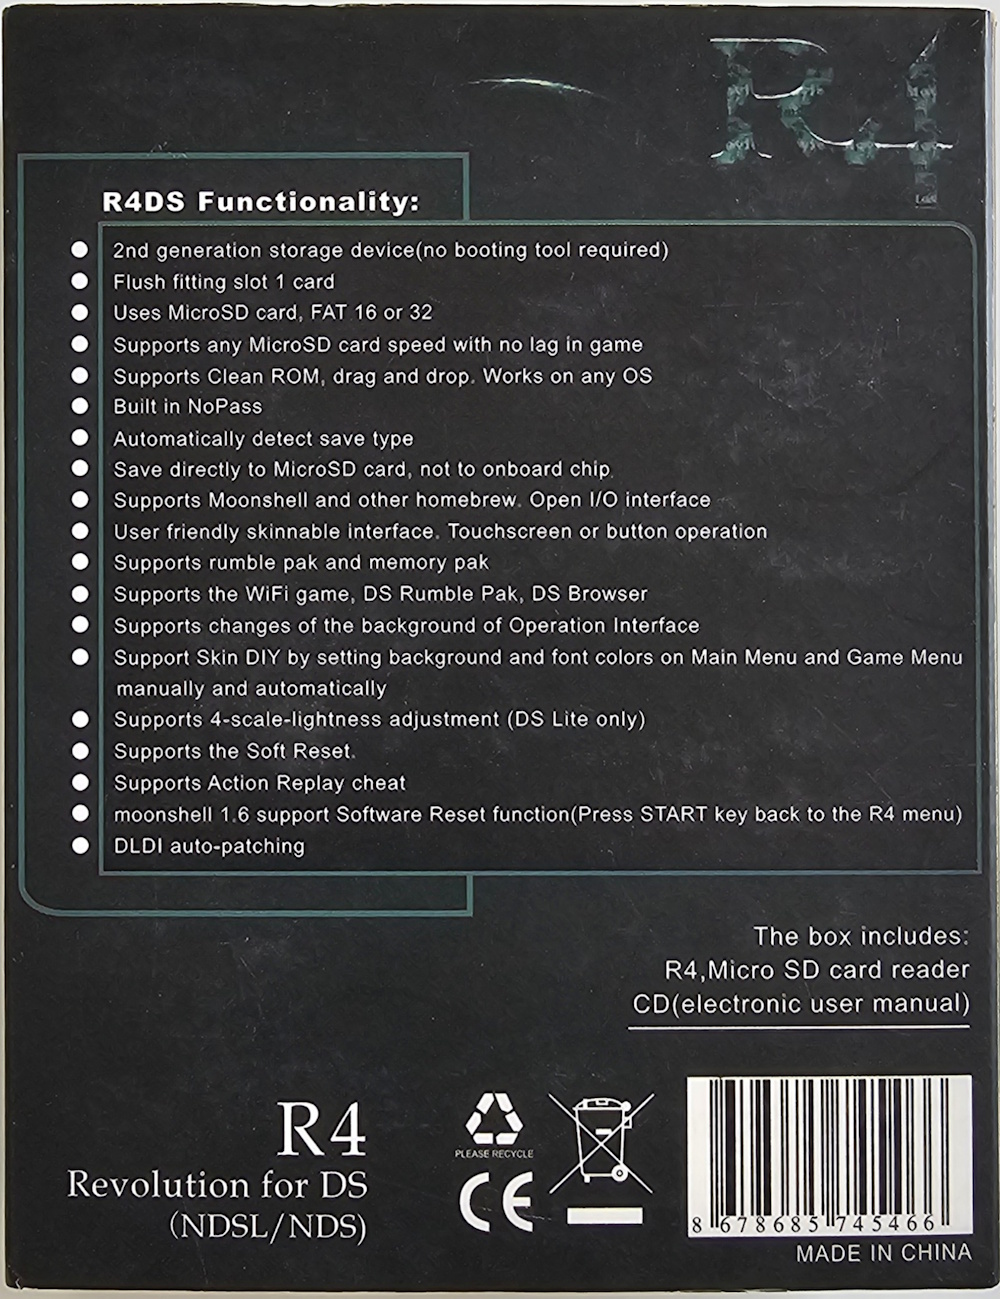 R4
R4DS Functionality:
● 2nd generation storage device(no booting tool required)
● Flush fitting slot 1 card
● Uses MicroSD card, FAT 16 or 32
● Supports any MicroSD card speed with no lag in game
● Supports Clean ROM, drag and drop. Works on any OS
● Built in NoPass
● Automatically detect save type
● Save directly to MicroSD card, not to onboard chip.
● Supports Moonshell and other homebrew. Open I/O interface
● User friendly skinnable interface. Touchscreen or button operation
● Supports rumble pak and memory pak
● Supports the WiFi game, DS Rumble Pak, DS Browser
● Supports changes of the background of Operation Interface
● Support Skin DIY by setting background and font colors on Main Menu and Game Menu
manually and automatically
● Supports 4-scale-lightness adjustment (DS Lite only)
● Supports the Soft Reset.
● Supports Action Replay cheat
● moonshell 1.6 support Software Reset function(Press START key back to the R4 menu)
● DLDI auto-patching
The box includes:
R4,Micro SD card reader
CD(electronic user manual)
R4
Revolution for DS
(NDSL/NDS)
PLEASE RECYCLE
CE
8 678685 745466
MADE IN CHINA